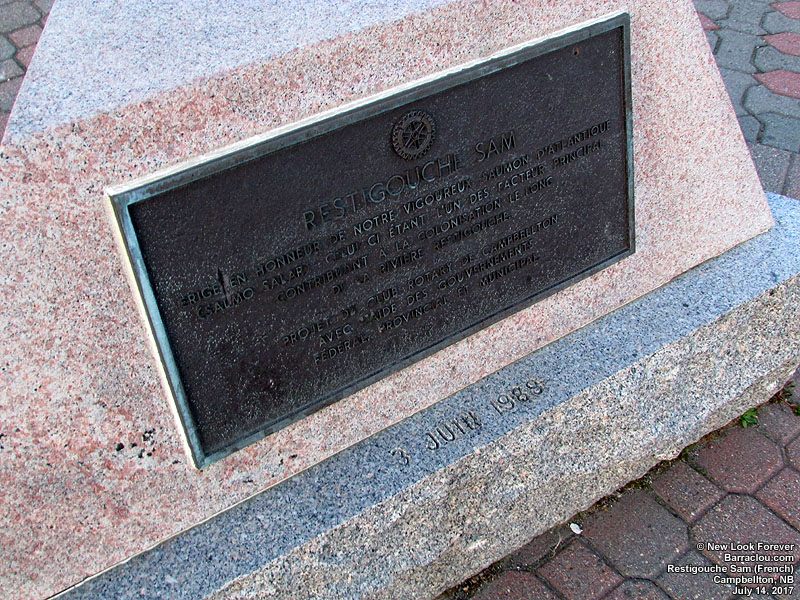 RESTIGOUCHE SAM
ERIGE EN HONNEUR DE NOTRE VIGOUREUX SAUMON D'ATLANTIQUE
(SALMO SALAR), CELUI CI ÉTANT L'UN DES FACTEUR PRINCIPAL
CONTRIBUANT A LA COLONISATION LE LONG
DE LA RIVIÈRE RESTIGOUCHE
PROJET DU CLUB ROTARY DE CAMPBELLTON
AVEC L'AIDE DES GOUVERNEMENTS
FÉDÉRAL, PROVINCIAL ET MUNICIPAL
3 JUIN 1989
© New Look Forever
Barraclou.com
Restigouche Sam (French)
Campbellton, NB
July 14, 2017